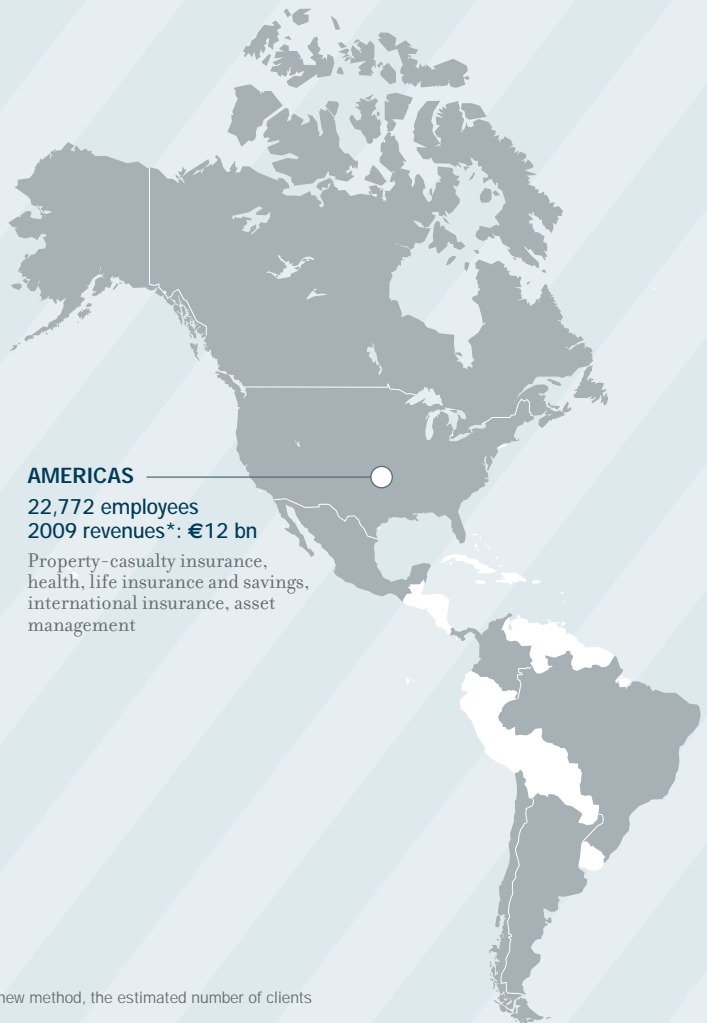 AMERICAS
22,772 employees
2009 revenues*: €12 bn
Property-casualty insurance,
health, life insurance and savings,
international insurance, asset
management
new method, the estimated number of clients